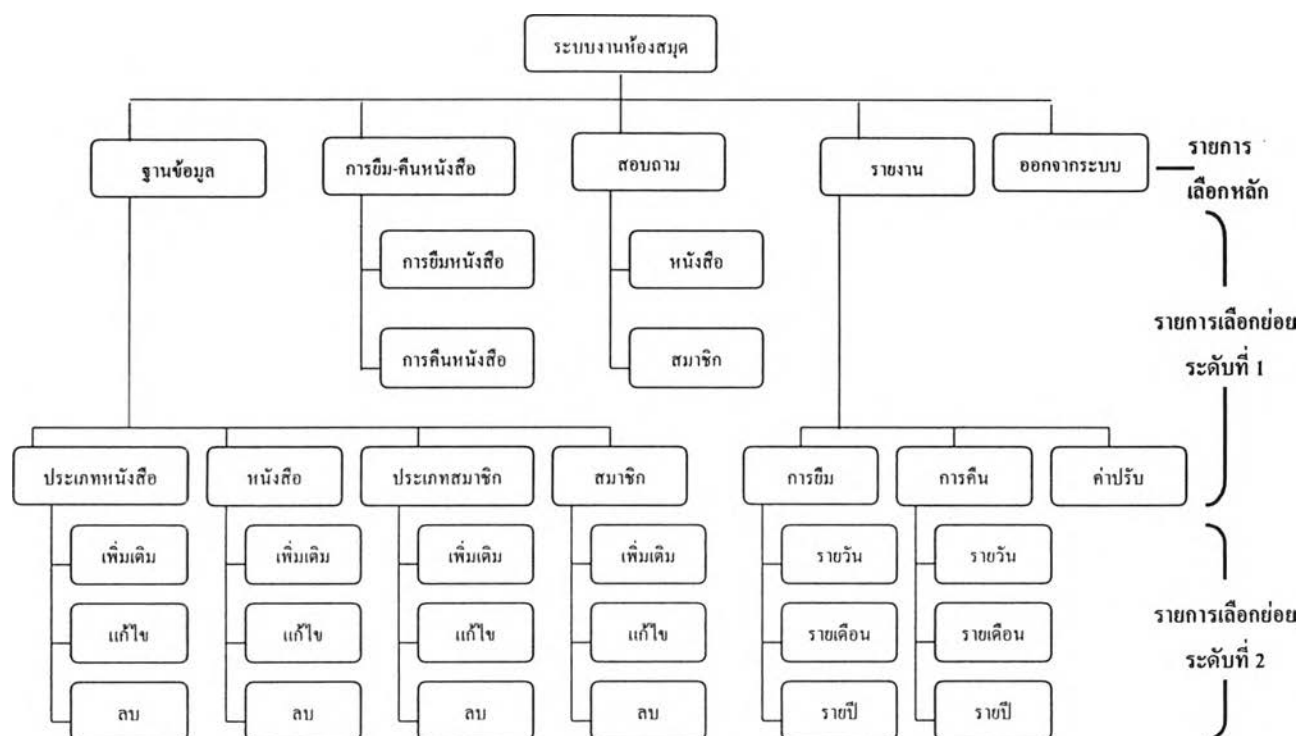 ระบบงานห้องสมุด
ฐานข้อมูล
การยืม-คืนหนังสือ
สอบถาม
รายงาน
ออกจากระบบ
รายการ
เลือกหลัก
การยืมหนังสือ
หนังสือ
การคืนหนังสือ
สมาชิก
รายการเลือกย่อย
ระดับที่ 1
ประเภทหนังสือ
หนังสือ
ประเภทสมาชิก
สมาชิก
การยืม
การคืน
ค่าปรับ
เพิ่มเติม
เพิ่มเติม
เพิ่มเติม
เพิ่มเติม
รายวัน
รายวัน
แก้ไข
แก้ไข
แก้ไข
แก้ไข
รายเดือน
รายเดือน
รายการเลือกย่อย
ระดับที่ 2
ลบ
ลบ
ลบ
ลบ
รายปี
รายปี